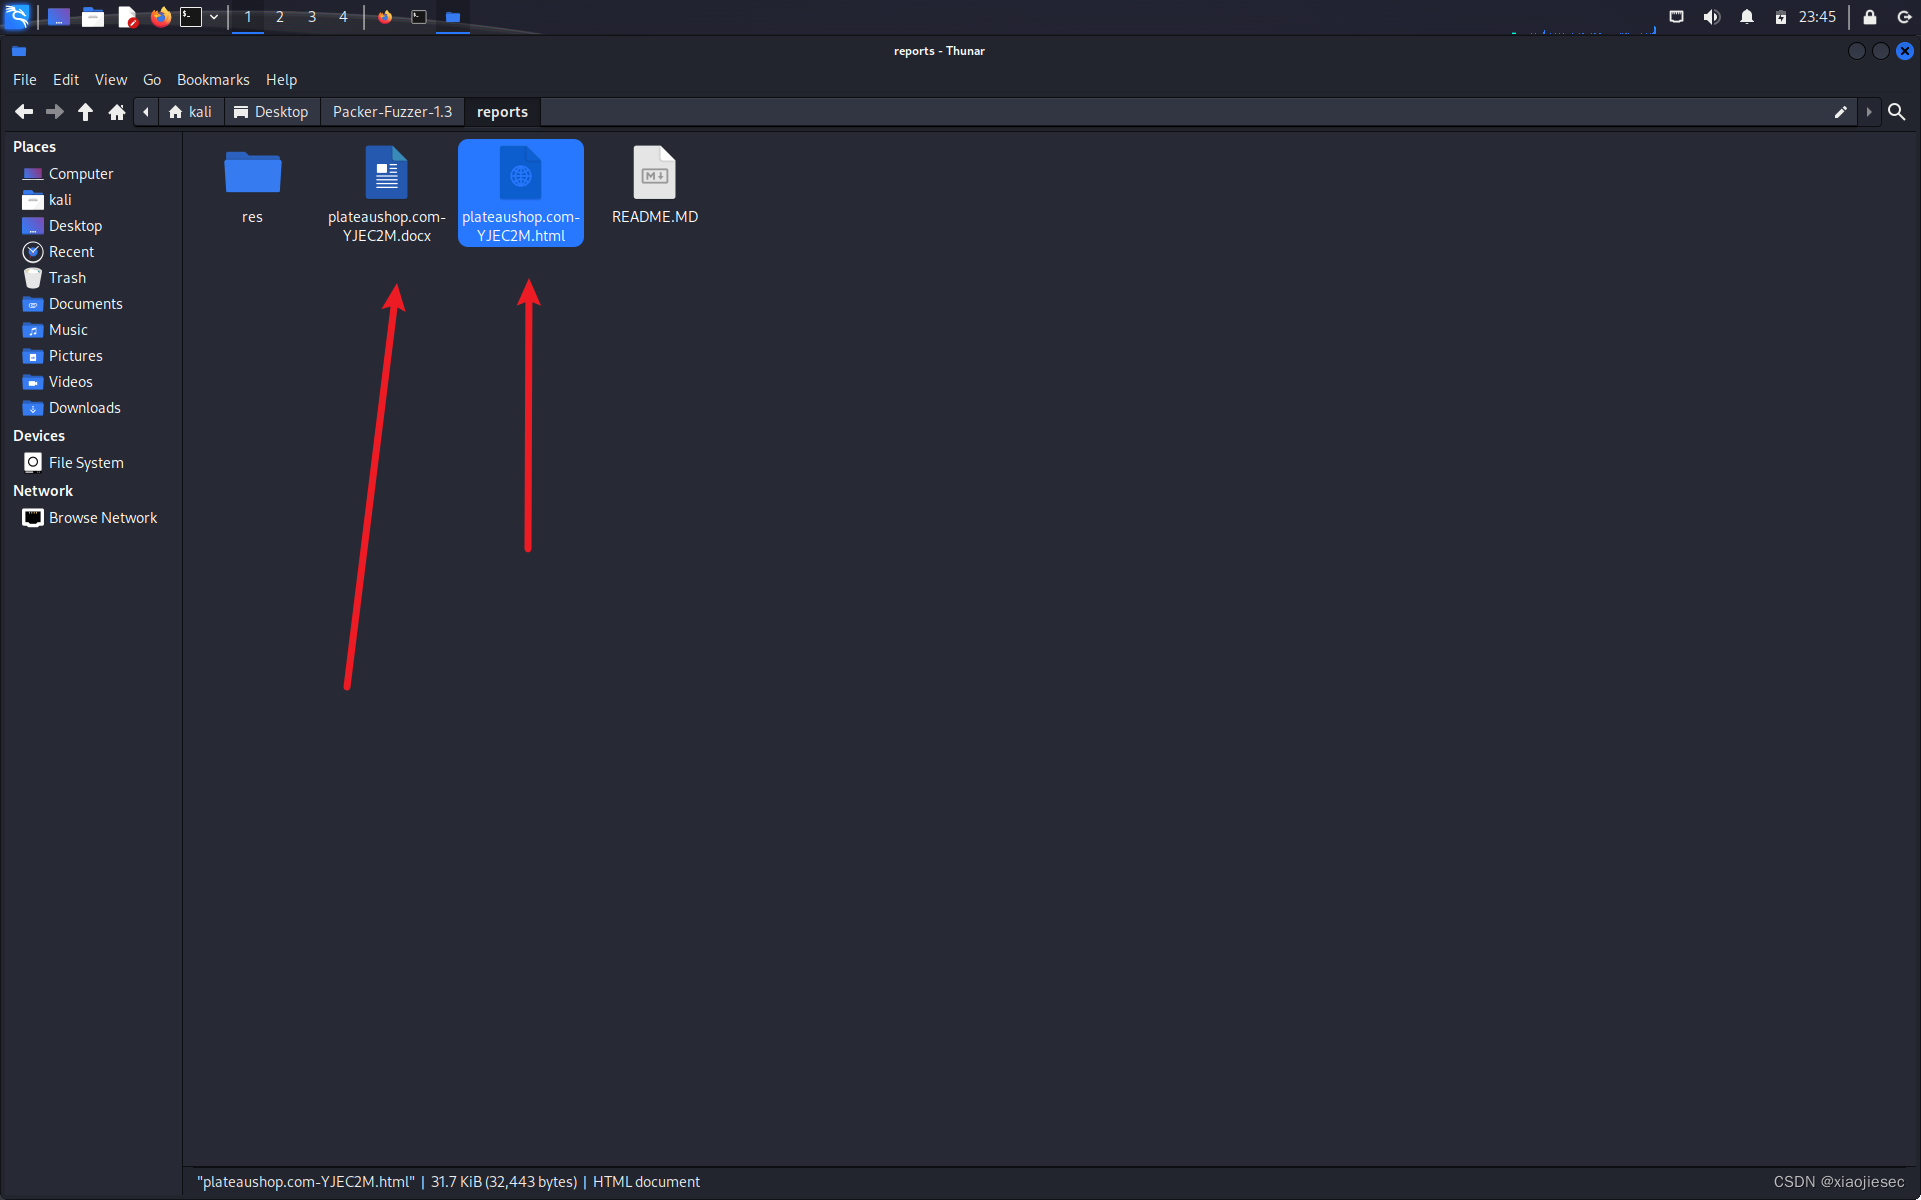 1 2 3 4 23:45
reports - Thunar
File Edit View Go Bookmarks Help
kali Desktop Packer-Fuzzer-1.3 reports
Places
Computer
kali
Desktop
Recent
Trash
Documents
Music
Pictures
Videos
Downloads
Devices
File System
Network
Browse Network
res
plateaushop.com-
YJEC2M.docx
plateaushop.com-
YJEC2M.html
README.MD
"plateaushop.com-YJEC2M.html" | 31.7 KiB (32,443 bytes) | HTML document
CSDN @xiaojiesec